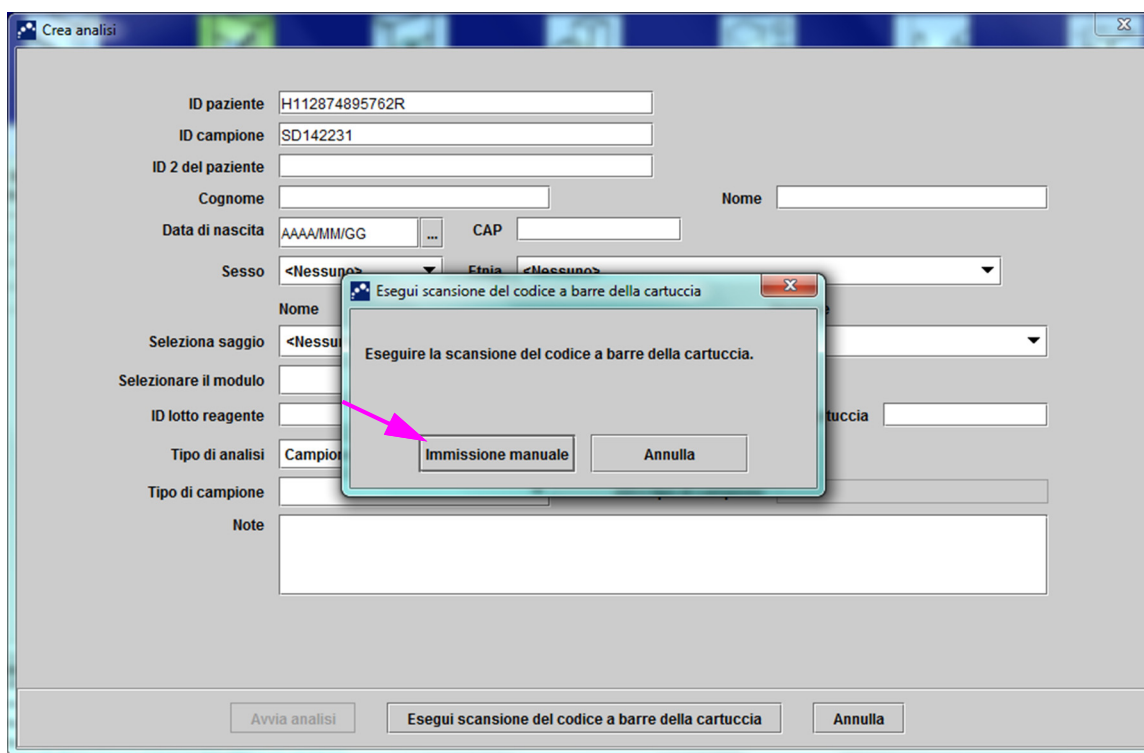 Crea analisi
ID paziente H112874895762R
ID campione SD142231
ID 2 del paziente
Cognome Nome
Data di nascita AAAA/MM/GG ... CAP
Sesso <Nessuno> Etnia <Nessuno>
Esegui scansione del codice a barre della cartuccia
Nome
Seleziona saggio
Eseguire la scansione del codice a barre della cartuccia.
Selezionare il modulo
ID lotto reagente
Tipo di analisi
Immissione manuale Annulla
Tipo di campione
Note
Avvia analisi Esegui scansione del codice a barre della cartuccia Annulla